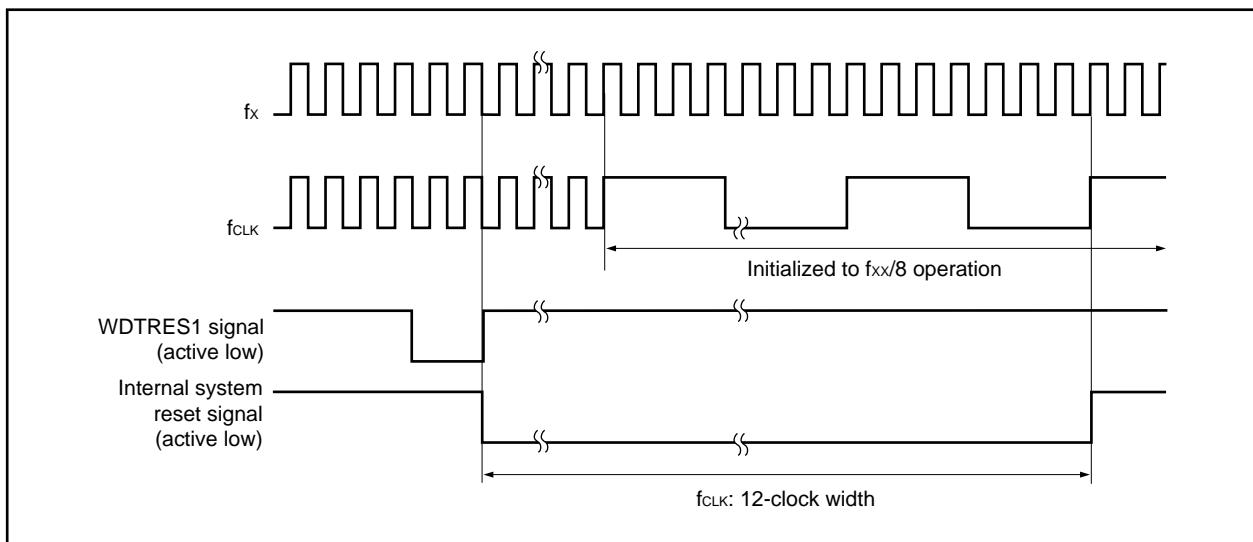 fX
fCLK
Initialized to fXX/8 operation
WDTRES1 signal
(active low)
Internal system
reset signal
(active low)
fCLK: 12-clock width